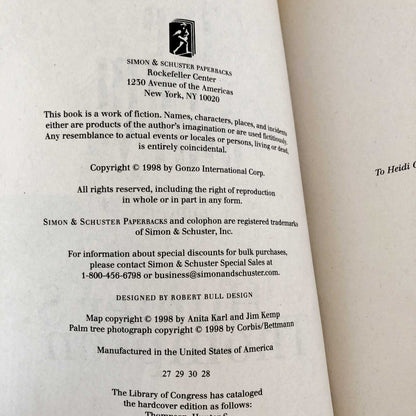 SIMON & SCHUSTER PAPERBACKS
Rockefeller Center
1230 Avenue of the Americas
New York, NY 10020
This book is a work of fiction. Names, characters, places, and incidents
either are products of the author's imagination or are used fictitiously.
Any resemblance to actual events or locales or persons, living or dead,
is entirely coincidental.
Copyright © 1998 by Gonzo International Corp.
All rights reserved, including the right of reproduction
in whole or in part in any form.
SIMON & SCHUSTER PAPERBACKS and colophon are registered trademarks
of Simon & Schuster, Inc.
For information about special discounts for bulk purchases,
please contact Simon & Schuster Special Sales at
1-800-456-6798 or business@simonandschuster.com.
DESIGNED BY ROBERT BULL DESIGN
Map copyright © 1998 by Anita Karl and Jim Kemp
Palm tree photograph copyright © 1998 by Corbis/Bettmann
Manufactured in the United States of America
27 29 30 28
The Library of Congress has cataloged
the hardcover edition as follows:
Thompson, Hunter S.
To Heidi